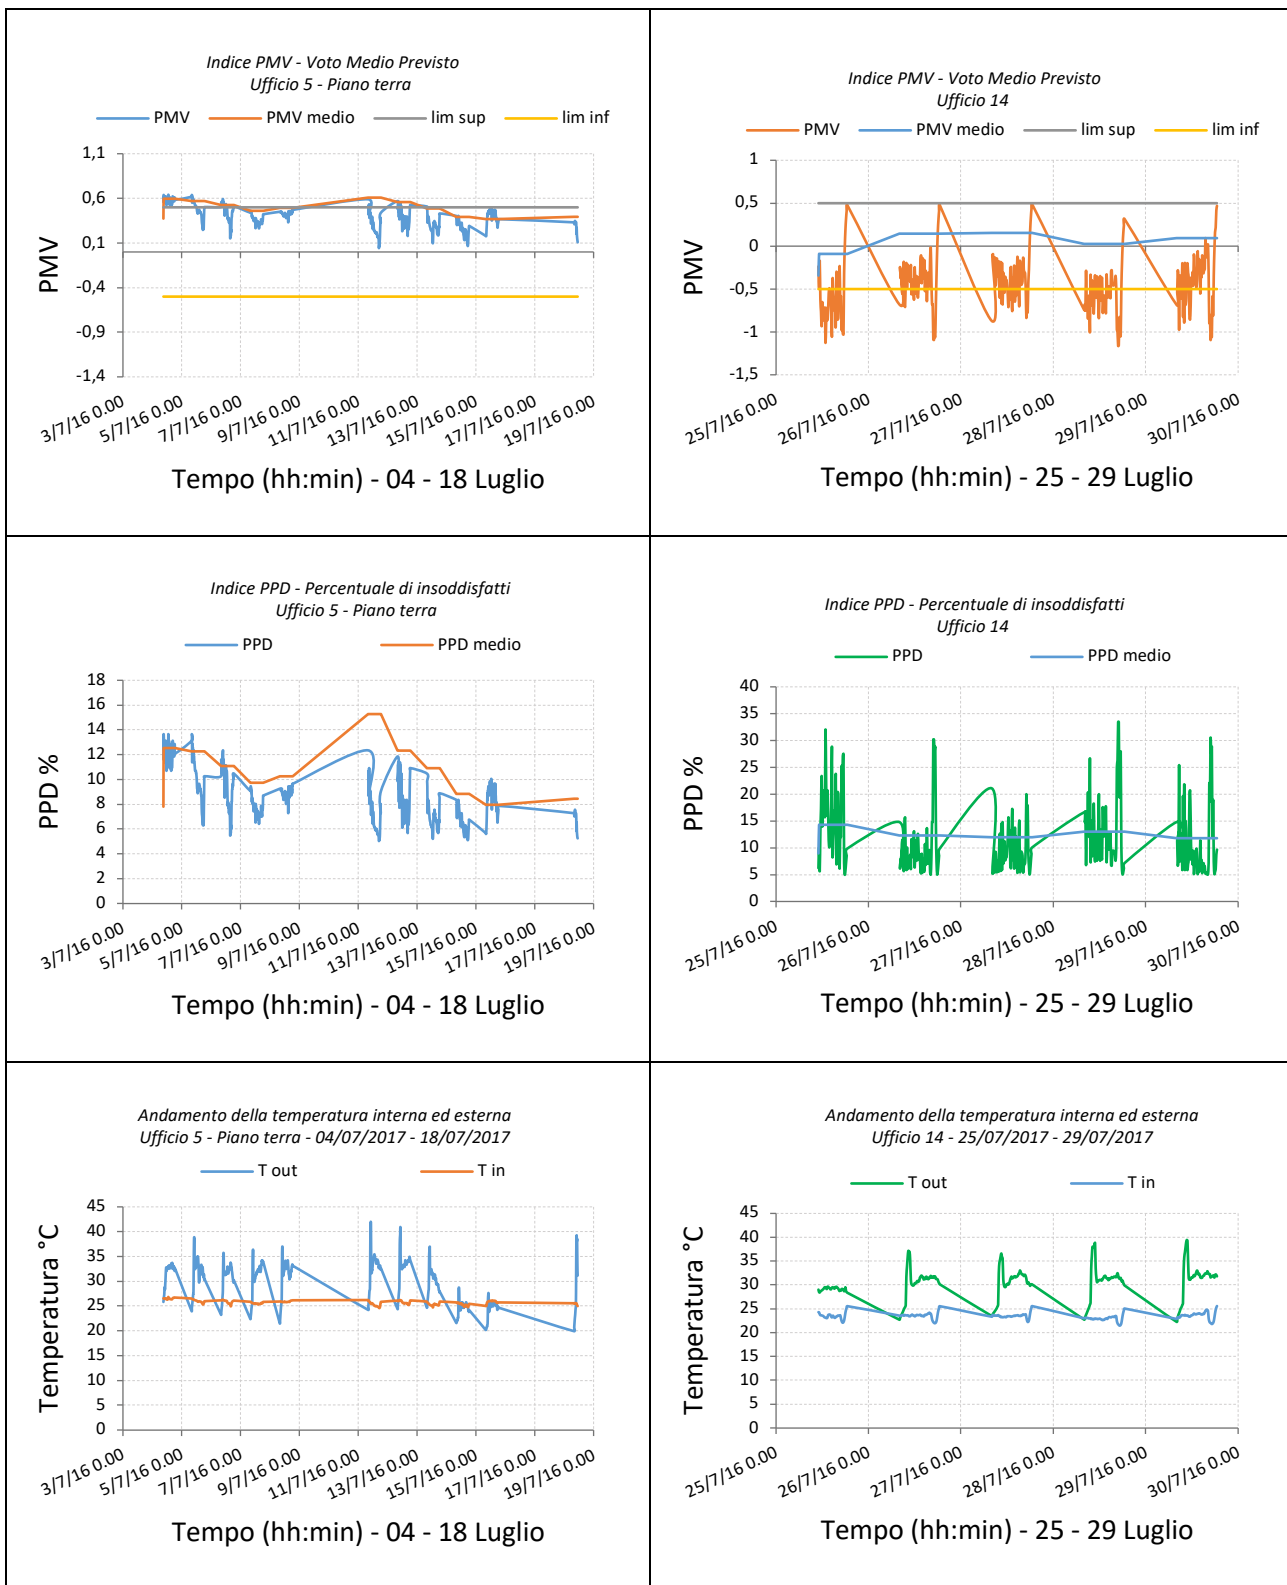 Indice PMV - Voto Medio Previsto
Ufficio 5 - Piano terra
PMV PMV medio lim sup lim inf
1,1
0,6
0,1
-0,4
-0,9
-1,4
PMV
3/7/16 0.00 5/7/16 0.00 7/7/16 0.00 9/7/16 0.00 11/7/16 0.00 13/7/16 0.00 15/7/16 0.00 17/7/16 0.00 19/7/16 0.00
Tempo (hh:min) - 04 - 18 Luglio
Indice PMV - Voto Medio Previsto
Ufficio 14
PMV PMV medio lim sup lim inf
1
0,5
0
-0,5
-1
-1,5
PMV
25/7/16 0.00 26/7/16 0.00 27/7/16 0.00 28/7/16 0.00 29/7/16 0.00 30/7/16 0.00
Tempo (hh:min) - 25 - 29 Luglio
Indice PPD - Percentuale di insoddisfatti
Ufficio 5 - Piano terra
PPD PPD medio
18
16
14
12
10
8
6
4
2
0
PPD %
3/7/16 0.00 5/7/16 0.00 7/7/16 0.00 9/7/16 0.00 11/7/16 0.00 13/7/16 0.00 15/7/16 0.00 17/7/16 0.00 19/7/16 0.00
Tempo (hh:min) - 04 - 18 Luglio
Indice PPD - Percentuale di insoddisfatti
Ufficio 14
PPD PPD medio
40
35
30
25
20
15
10
5
0
PPD %
25/7/16 0.00 26/7/16 0.00 27/7/16 0.00 28/7/16 0.00 29/7/16 0.00 30/7/16 0.00
Tempo (hh:min) - 25 - 29 Luglio
Andamento della temperatura interna ed esterna
Ufficio 5 - Piano terra - 04/07/2017 - 18/07/2017
T out T in
45
40
35
30
25
20
15
10
5
0
Temperatura °C
3/7/16 0.00 5/7/16 0.00 7/7/16 0.00 9/7/16 0.00 11/7/16 0.00 13/7/16 0.00 15/7/16 0.00 17/7/16 0.00 19/7/16 0.00
Tempo (hh:min) - 04 - 18 Luglio
Andamento della temperatura interna ed esterna
Ufficio 14 - 25/07/2017 - 29/07/2017
T out T in
45
40
35
30
25
20
15
10
5
0
Temperatura °C
25/7/16 0.00 26/7/16 0.00 27/7/16 0.00 28/7/16 0.00 29/7/16 0.00 30/7/16 0.00
Tempo (hh:min) - 25 - 29 Luglio